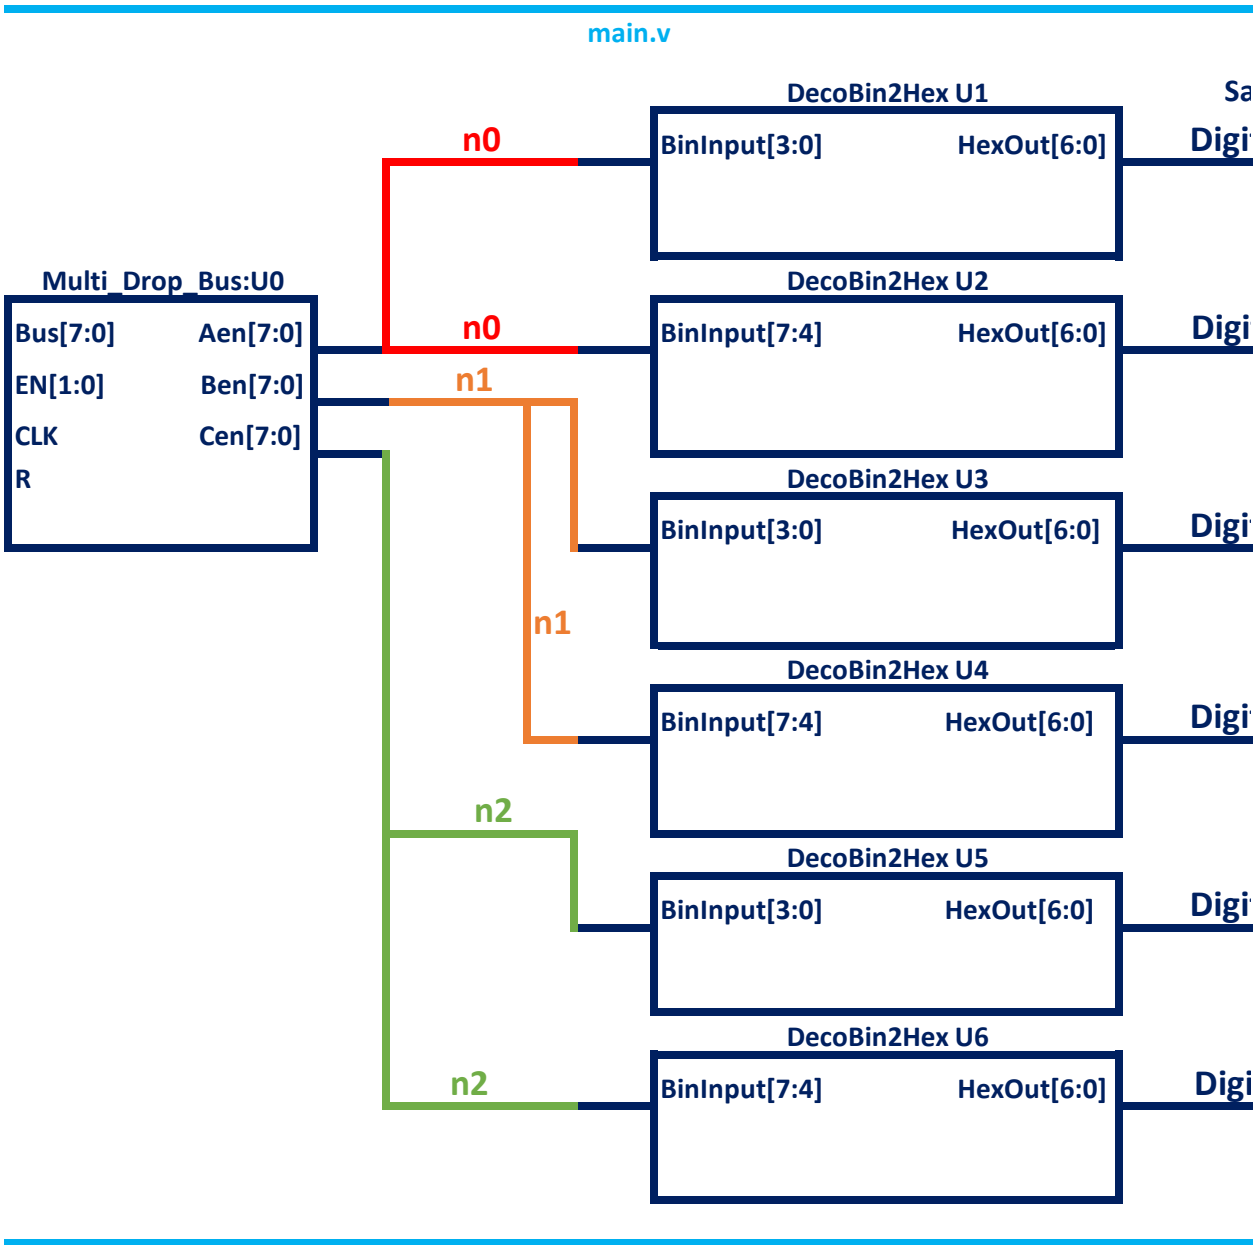 main.v
DecoBin2Hex U1
n0
BinInput[3:0]
HexOut[6:0]
Multi_Drop_Bus:U0
Bus[7:0]
Aen[7:0]
EN[1:0]
Ben[7:0]
CLK
Cen[7:0]
R
DecoBin2Hex U2
n0
BinInput[7:4]
HexOut[6:0]
n1
DecoBin2Hex U3
BinInput[3:0]
HexOut[6:0]
n1
DecoBin2Hex U4
BinInput[7:4]
HexOut[6:0]
n2
DecoBin2Hex U5
BinInput[3:0]
HexOut[6:0]
DecoBin2Hex U6
n2
BinInput[7:4]
HexOut[6:0]